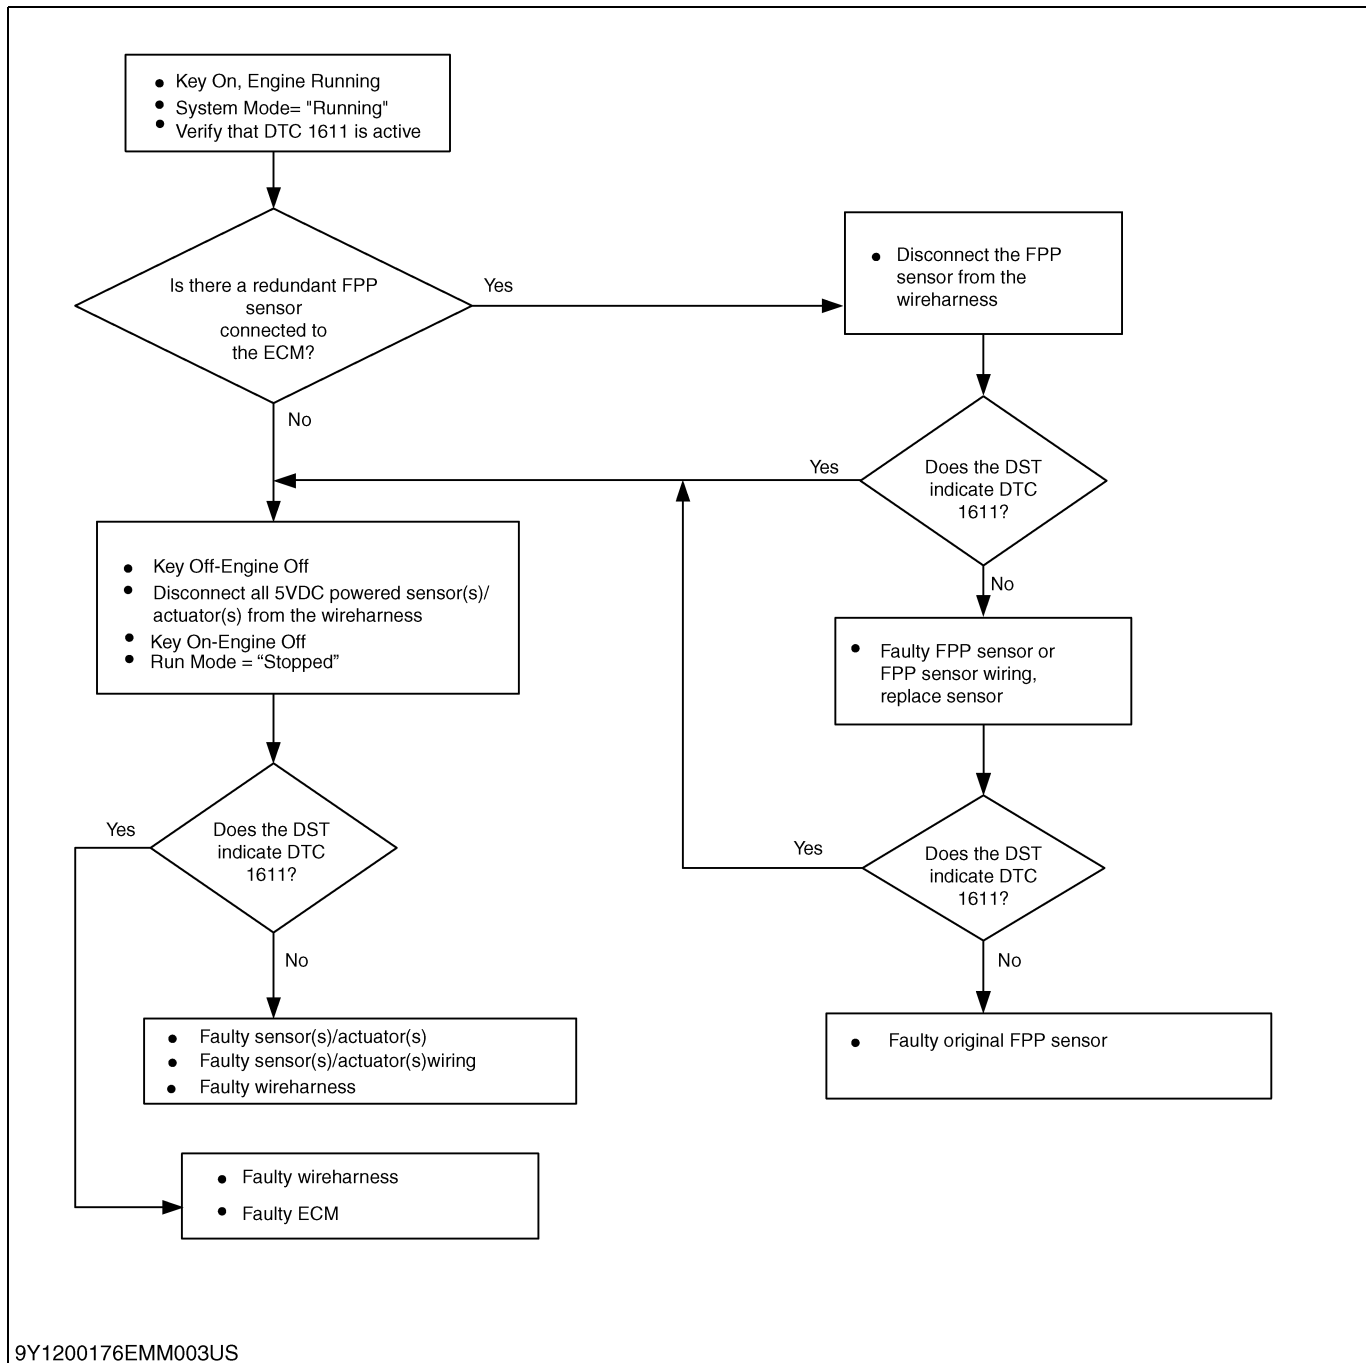 ● Key On, Engine Running
● System Mode= "Running"
● Verify that DTC 1611 is active
Is there a redundant FPP
sensor
connected to
the ECM?
Yes
● Disconnect the FPP
sensor from the
wireharness
No
Yes
Does the DST
indicate DTC
1611?
No
● Key Off-Engine Off
● Disconnect all 5VDC powered sensor(s)/
actuator(s) from the wireharness
● Key On-Engine Off
● Run Mode = “Stopped”
● Faulty FPP sensor or
FPP sensor wiring,
replace sensor
Yes
Does the DST
indicate DTC
1611?
No
Yes
Does the DST
indicate DTC
1611?
No
● Faulty sensor(s)/actuator(s)
● Faulty sensor(s)/actuator(s)wiring
● Faulty wireharness
● Faulty original FPP sensor
● Faulty wireharness
● Faulty ECM
9Y1200176EMM003US